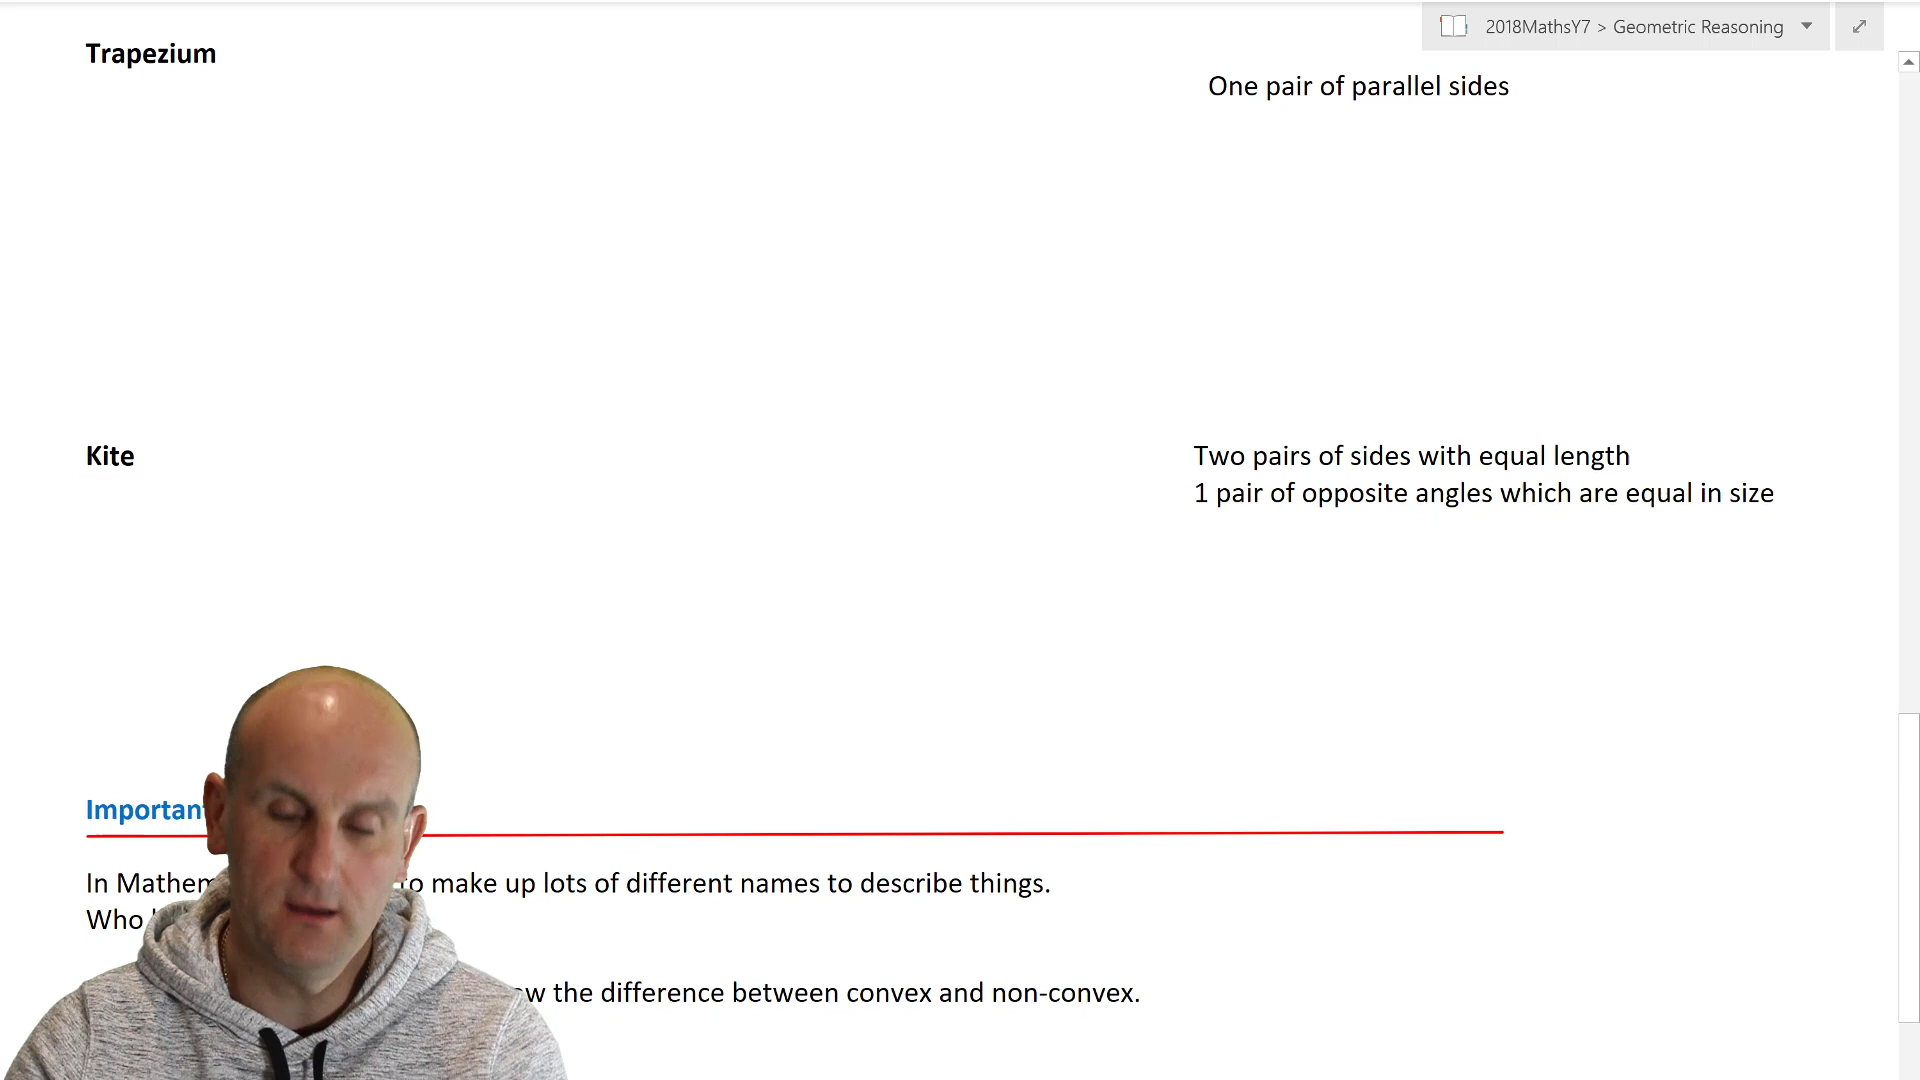 2018MathsY7 > Geometric Reasoning
Trapezium
One pair of parallel sides
Kite
Two pairs of sides with equal length
1 pair of opposite angles which are equal in size
Important
In to make up lots of different names to describe things.
Who
the difference between convex and non-convex.